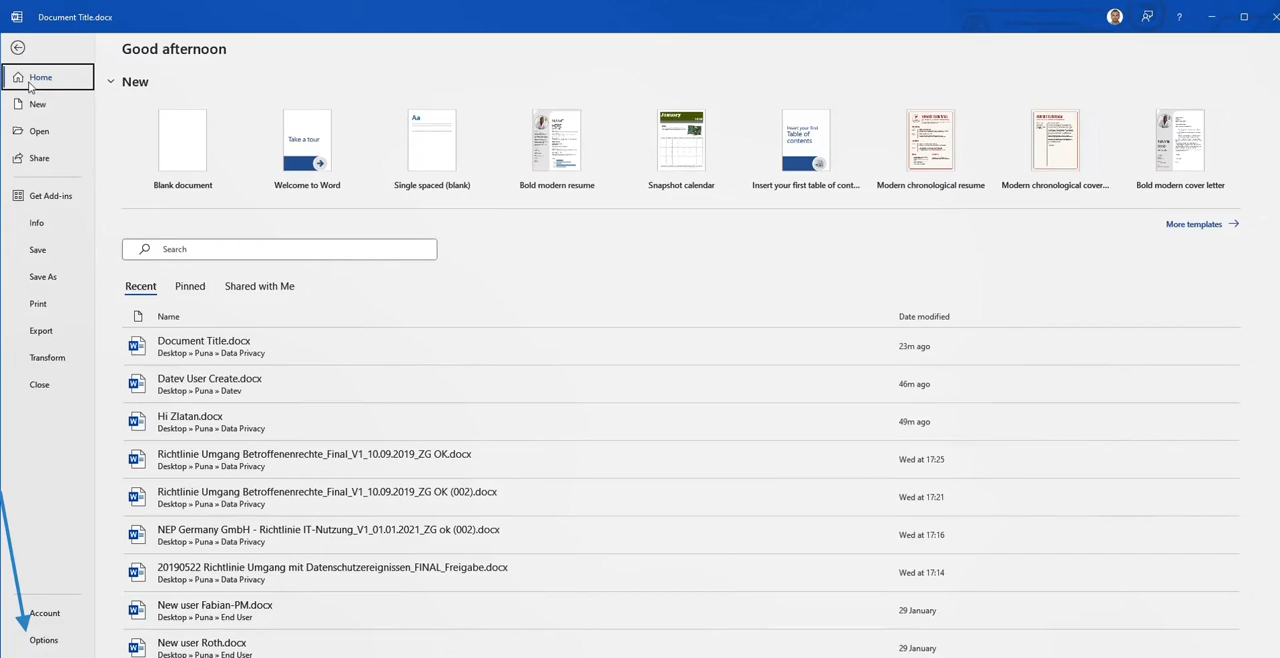 Document Title.docx
?
Good afternoon
Home
New
New
Open
Share
Get Add-ins
Info
Save
Save As
Print
Export
Transform
Close
Account
Options
Take a tour
Aa
January
Insert your first
Table of
contents
Blank document
Welcome to Word
Single spaced (blank)
Bold modern resume
Snapshot calendar
Insert your first table of cont...
Modern chronological resume
Modern chronological cover...
Bold modern cover letter
More templates
Search
Recent
Pinned
Shared with Me
Name
Date modified
Document Title.docx
Desktop » Puna » Data Privacy
23m ago
Datev User Create.docx
Desktop » Puna » Datev
46m ago
Hi Zlatan.docx
Desktop » Puna » Data Privacy
49m ago
Richtlinie Umgang Betroffenenrechte_Final_V1_10.09.2019_ZG OK.docx
Desktop » Puna » Data Privacy
Wed at 17:25
Richtlinie Umgang Betroffenenrechte_Final_V1_10.09.2019_ZG OK (002).docx
Desktop » Puna » Data Privacy
Wed at 17:21
NEP Germany GmbH - Richtlinie IT-Nutzung_V1_01.01.2021_ZG ok (002).docx
Desktop » Puna » Data Privacy
Wed at 17:16
20190522 Richtlinie Umgang mit Datenschutzereignissen_FINAL_Freigabe.docx
Desktop » Puna » Data Privacy
Wed at 17:14
New user Fabian-PM.docx
Desktop » Puna » End User
29 January
New user Roth.docx
Desktop » Puna » End User
29 January